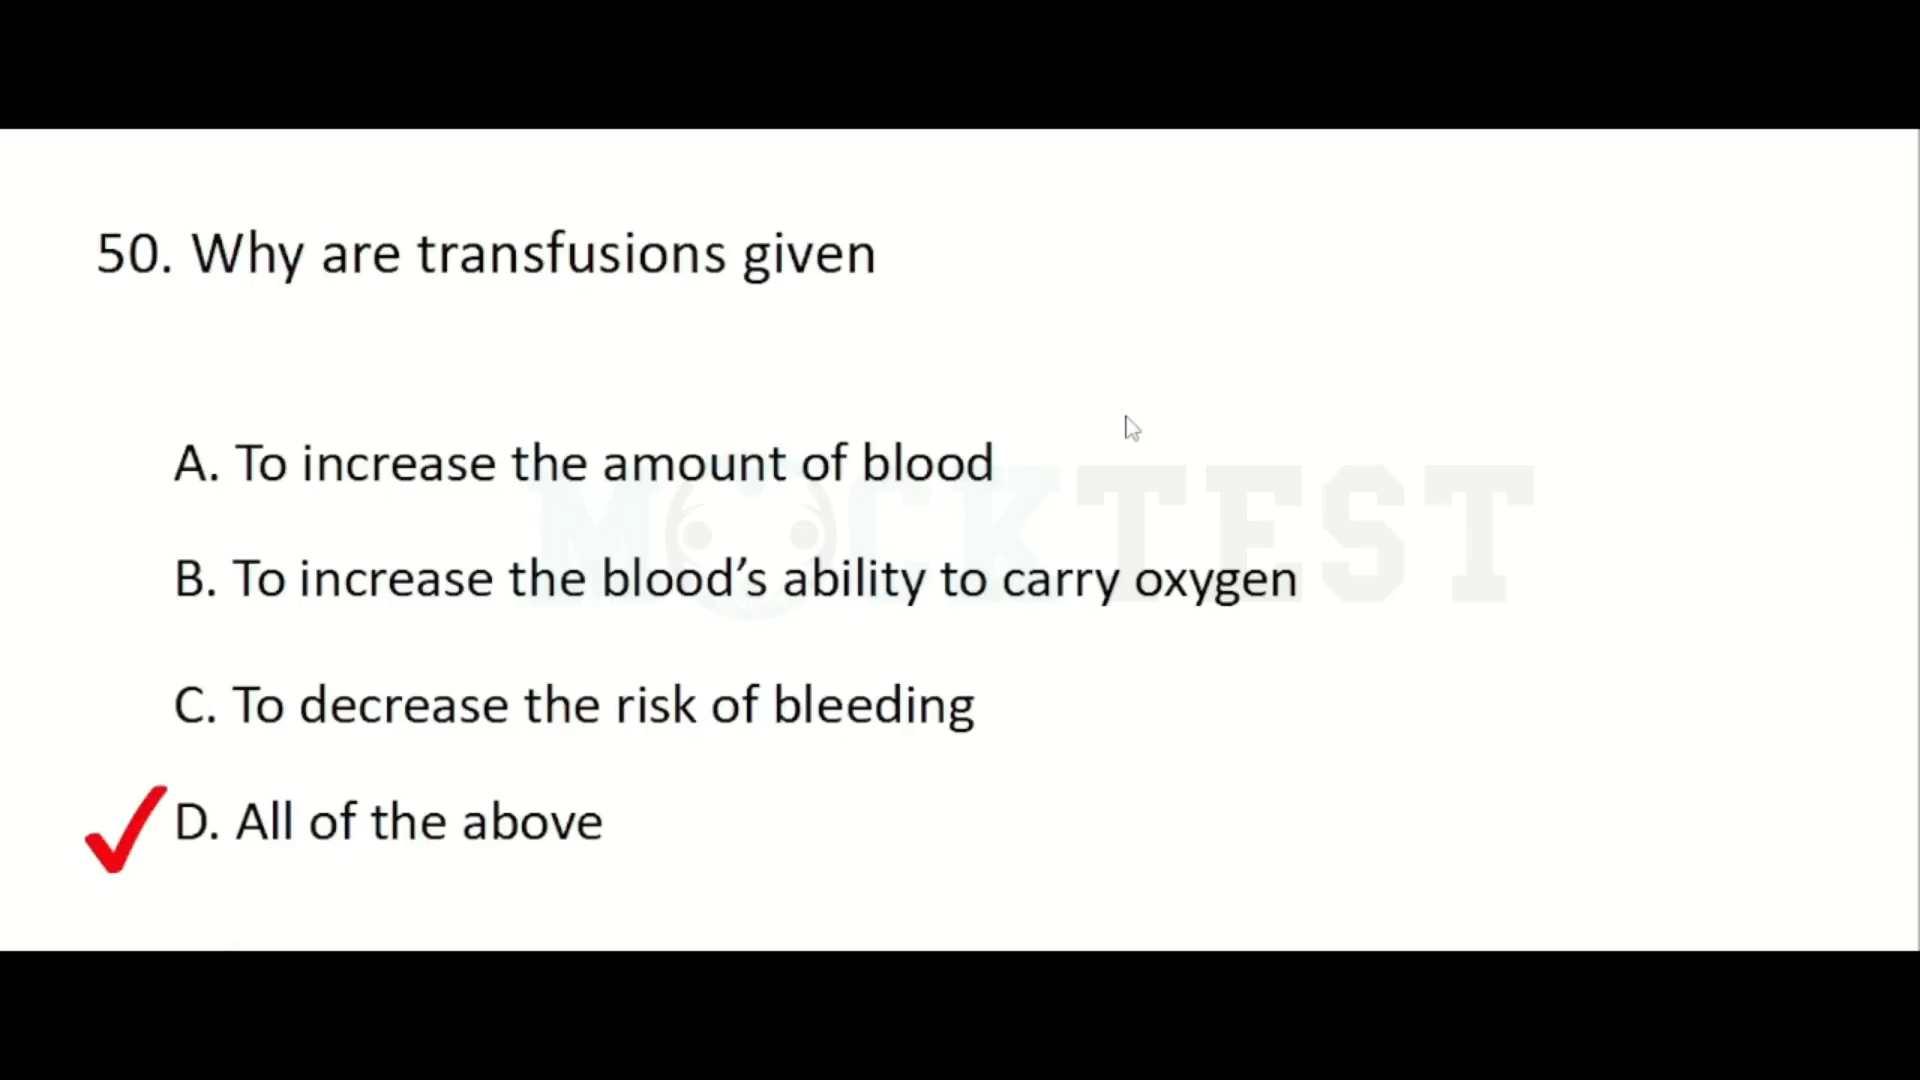 50. Why are transfusions given
A. To increase the amount of blood
MOCKTEST
B. To increase the blood’s ability to carry oxygen
C. To decrease the risk of bleeding
D. All of the above